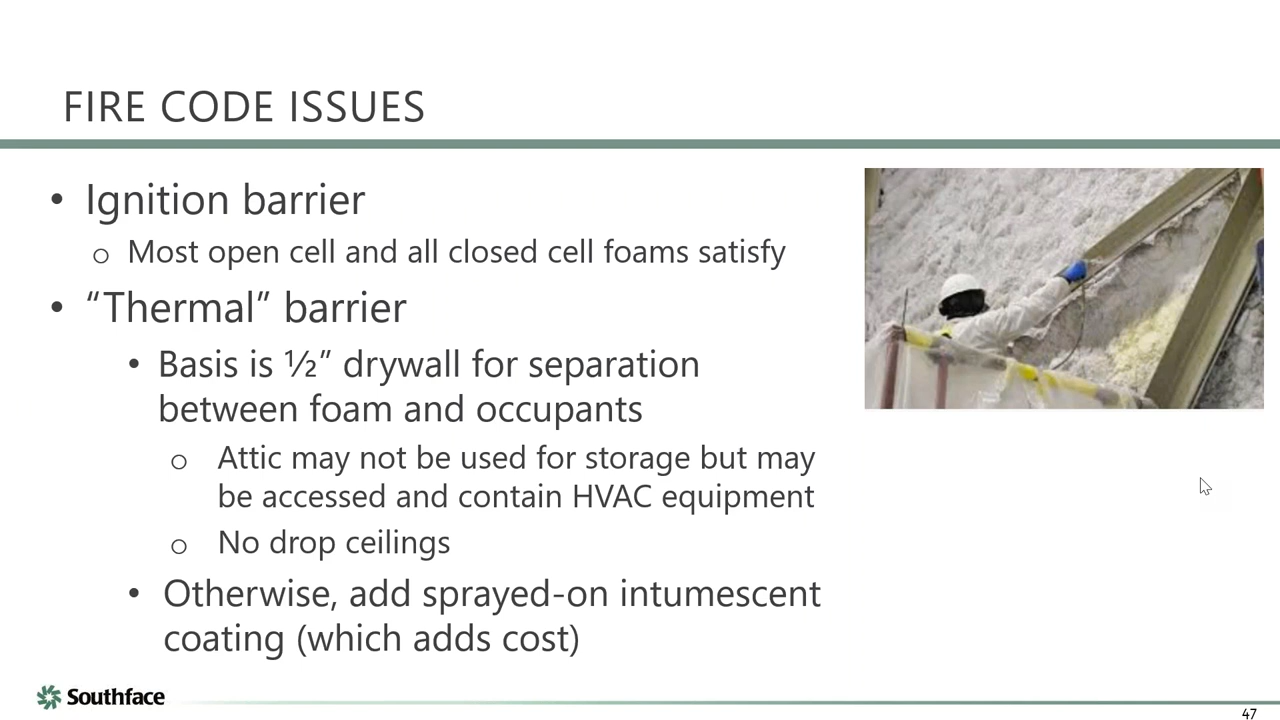 FIRE CODE ISSUES
• Ignition barrier
o Most open cell and all closed cell foams satisfy
• “Thermal” barrier
• Basis is ½” drywall for separation
between foam and occupants
o Attic may not be used for storage but may
be accessed and contain HVAC equipment
o No drop ceilings
• Otherwise, add sprayed-on intumescent
coating (which adds cost)
Southface
47